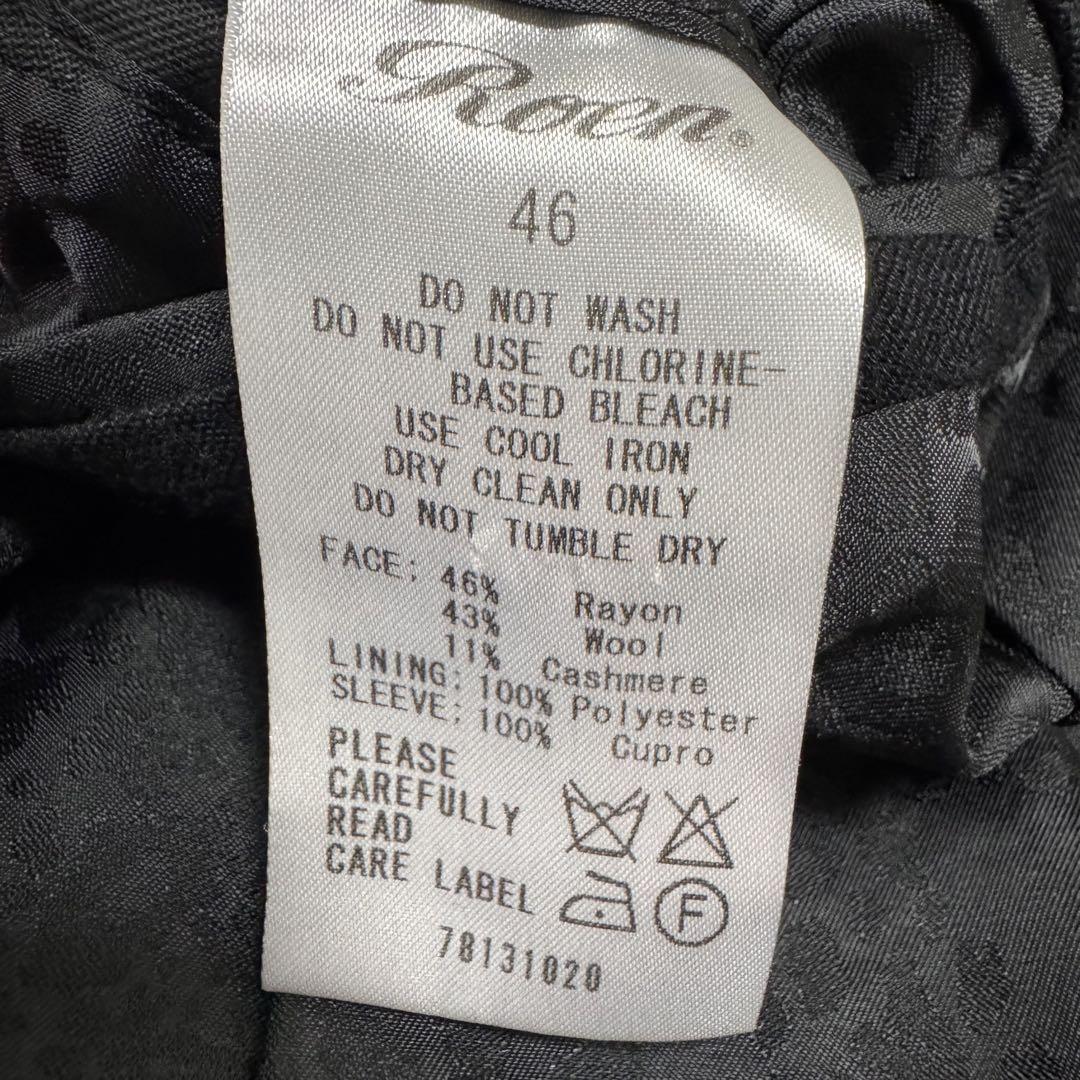 Roen.
46
DO NOT WASH
DO NOT USE CHLORINE-
BASED BLEACH
USE COOL IRON
DRY CLEAN ONLY
DO NOT TUMBLE DRY
FACE; 46% Rayon
43% Wool
11% Cashmere
LINING; 100% Polyester
SLEEVE; 100% Cupro
PLEASE
CAREFULLY
READ
CARE LABEL
F
78131020